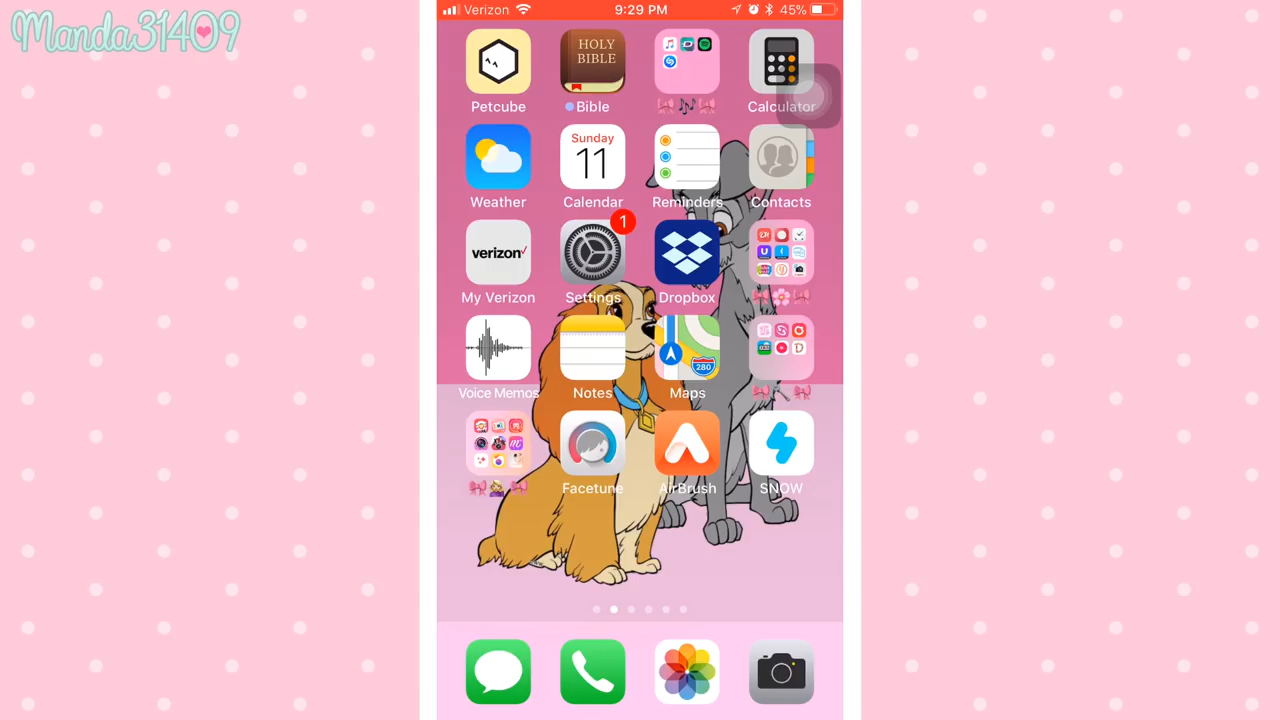 Manda31409
Verizon 9:29 PM 45%
HOLY
BIBLE
Petcube Bible Calculator
Sunday
11
Weather Calendar Reminders Contacts
verizon
1
My Verizon Settings Dropbox
280
Voice Memos Notes Maps
Facetune AirBrush SNOW